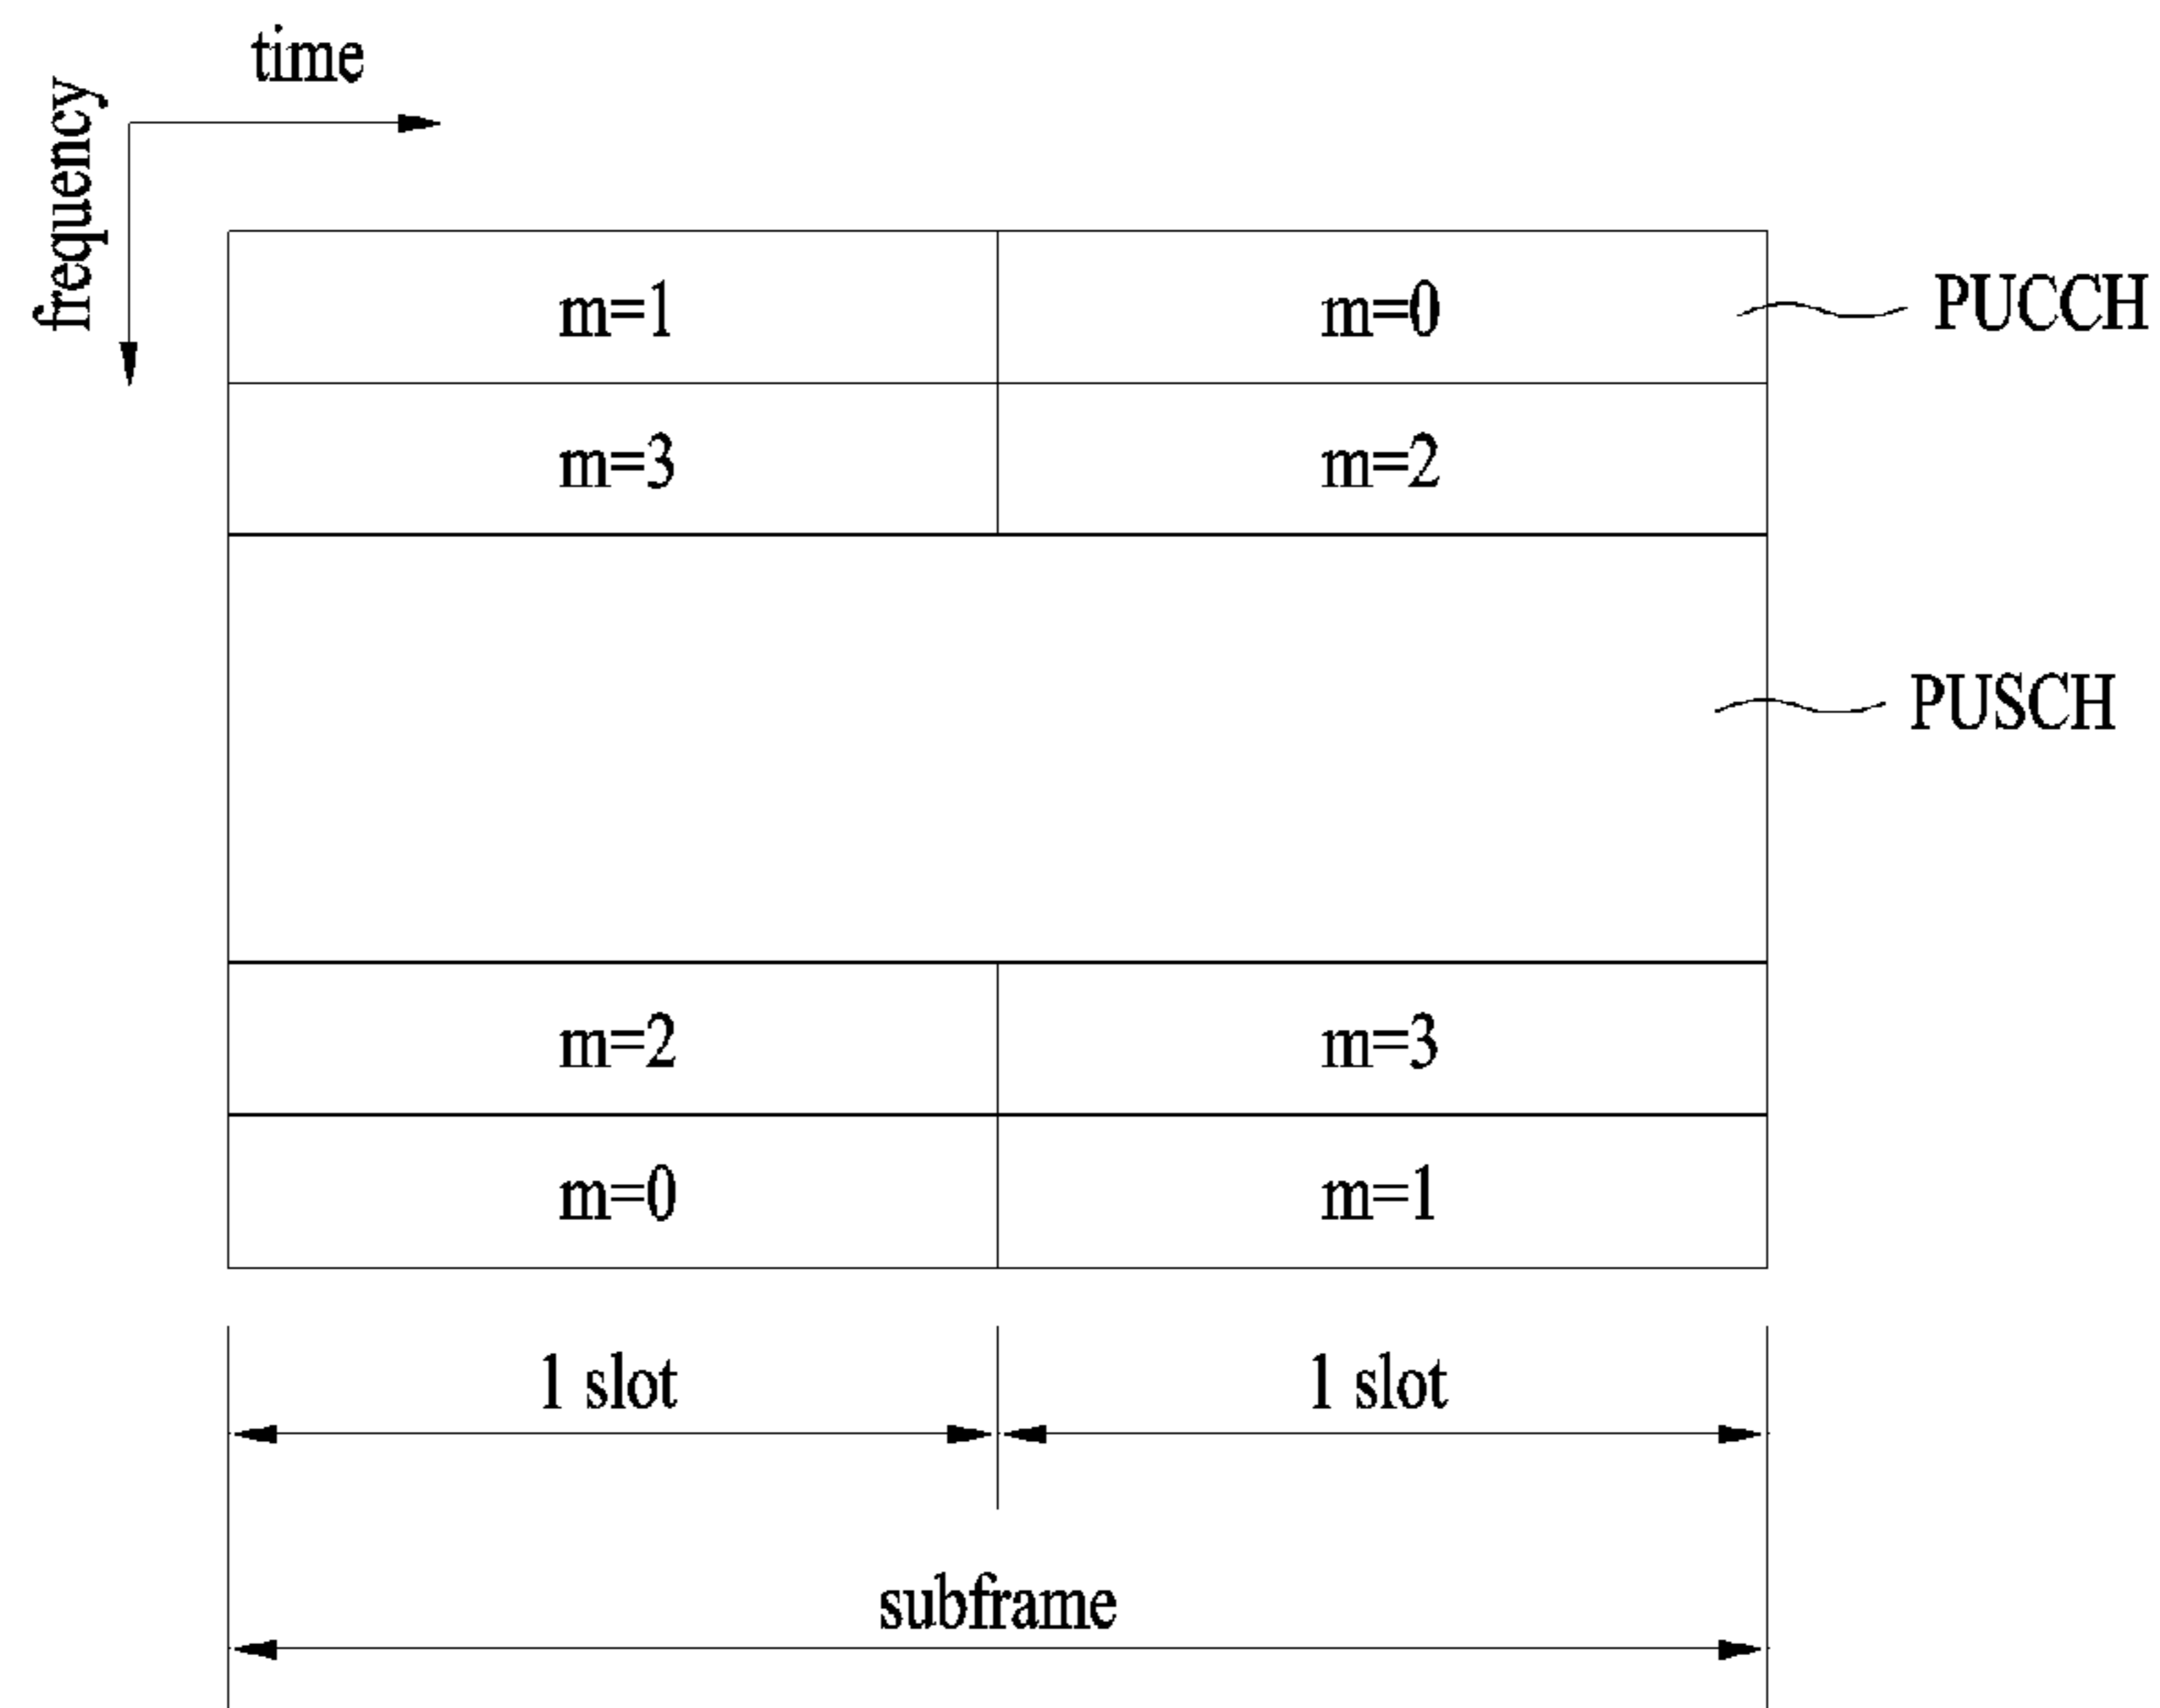 time
frequency
m=1 m=0 PUCCH
m=3 m=2
PUSCH
m=2 m=3
m=0 m=1
1 slot 1 slot
subframe